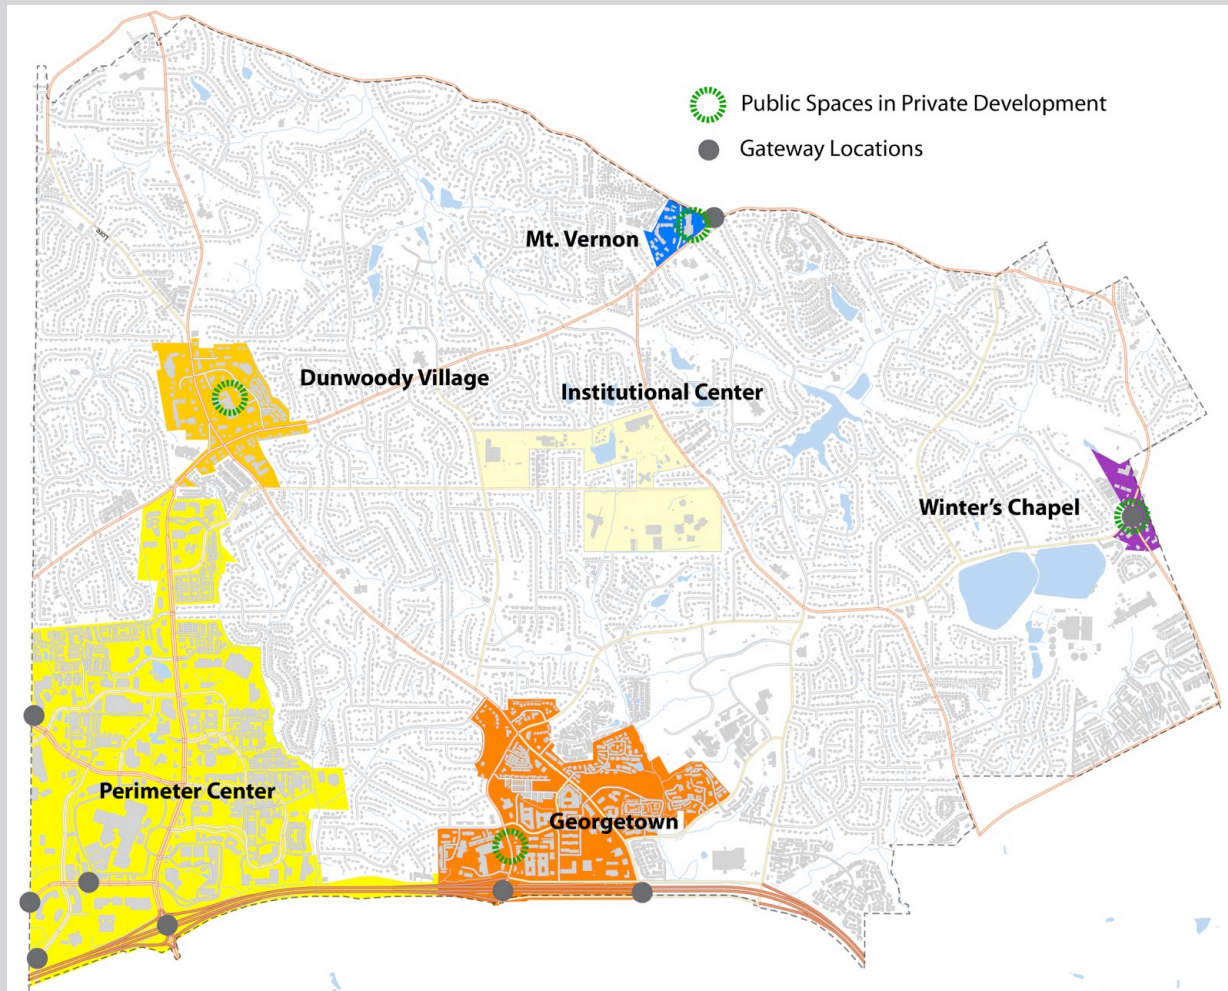 Public Spaces in Private Development
Gateway Locations
Mt. Vernon
Dunwoody Village
Institutional Center
Winter's Chapel
Perimeter Center
Georgetown